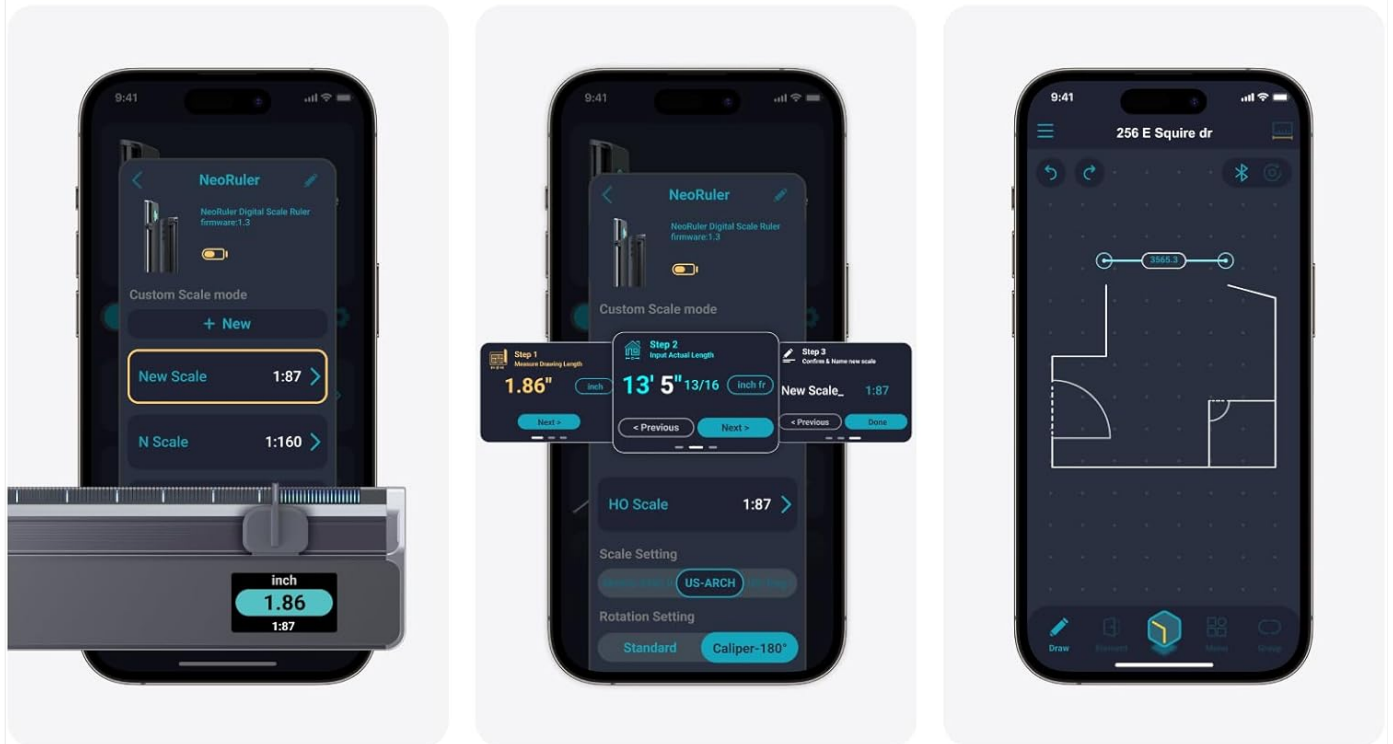 9:41
NeoRuler
NeoRuler Digital Scale Ruler
firmware:1.3
Custom Scale mode
+ New
New Scale 1:87
N Scale 1:160
inch
1.86
1:87
9:41
NeoRuler
NeoRuler Digital Scale Ruler
firmware:1.3
Custom Scale mode
Step 1
Measure Drawing Length
1.86"
inch
Next >
Step 2
Input Actual Length
13' 5" 13/16
inch fr
< Previous
Next >
Step 3
Confirm & Name new scale
New Scale_ 1:87
< Previous
Done
HO Scale 1:87
Scale Setting
US-ARCH
Rotation Setting
Standard
Caliper-180°
9:41
256 E Squire dr
3565.3
Draw
Element
Group